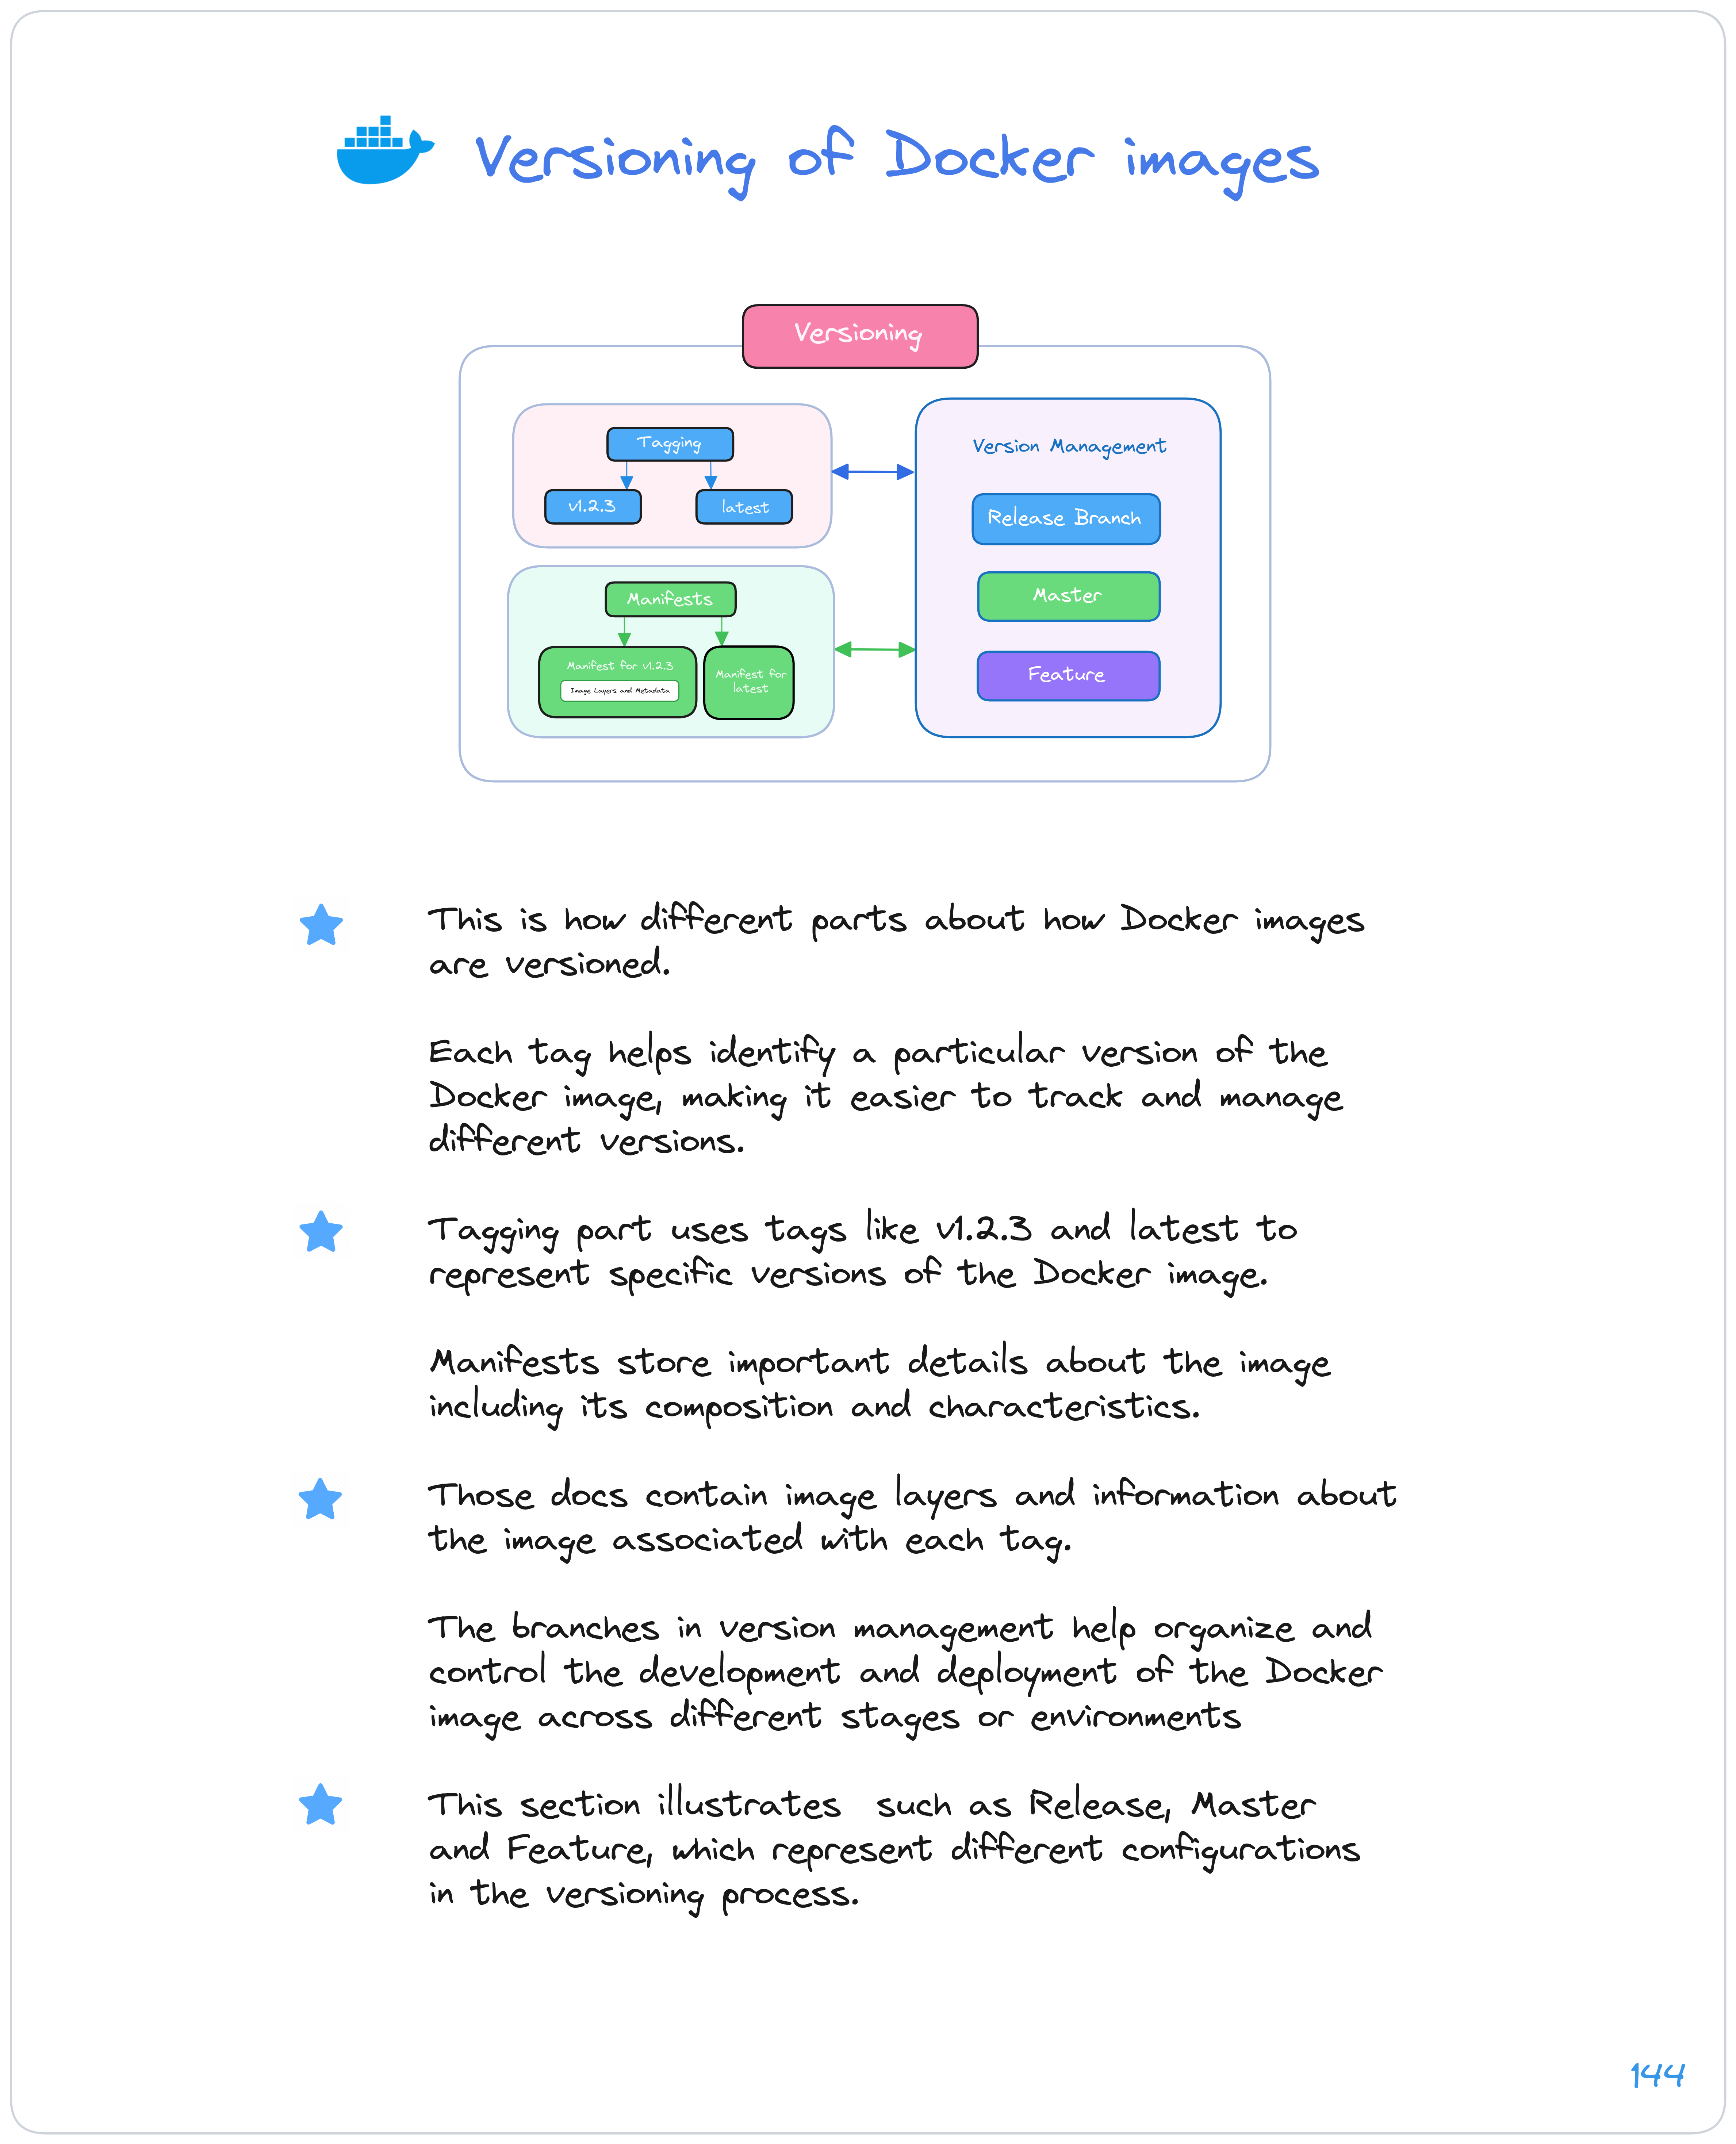 Versioning of Docker images
Versioning
Tagging
v1.2.3
latest
Manifests
Manifest for v1.2.3
Image Layers and Metadata
Manifest for
latest
Version Management
Release Branch
Master
Feature
This is how different parts about how Docker images
are versioned.
Each tag helps identify a particular version of the
Docker image, making it easier to track and manage
different versions.
Tagging part uses tags like v1.2.3 and latest to
represent specific versions of the Docker image.
Manifests store important details about the image
including its composition and characteristics.
Those docs contain image layers and information about
the image associated with each tag.
The branches in version management help organize and
control the development and deployment of the Docker
image across different stages or environments
This section illustrates such as Release, Master
and Feature, which represent different configurations
in the versioning process.
144